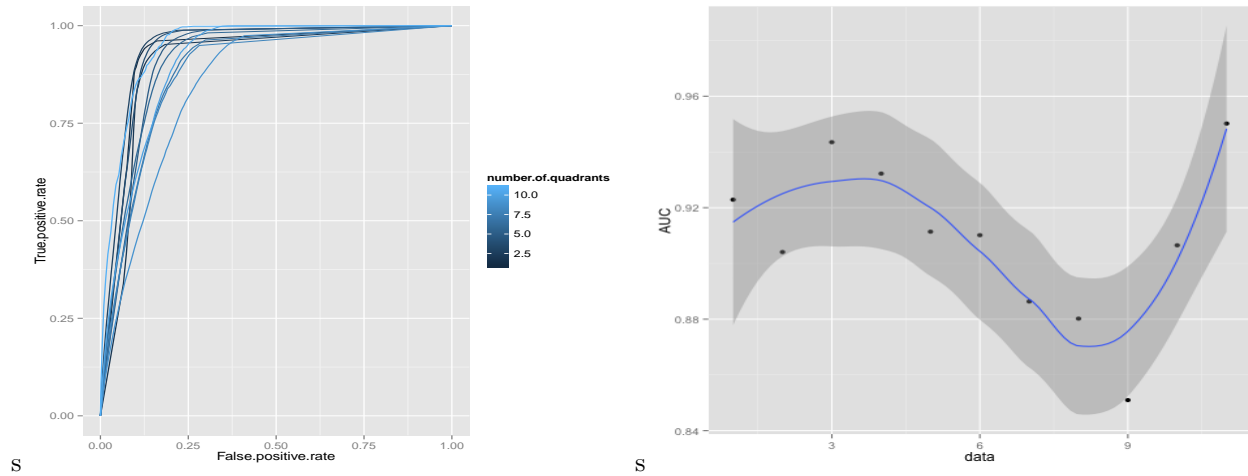 1.00
0.75
0.50
0.25
0.00
True.positive.rate
0.00 0.25 0.50 0.75 1.00
False.positive.rate
number.of.quadrants
10.0
7.5
5.0
2.5
S
0.96
0.92
0.88
0.84
AUC
3 6 9
data
S